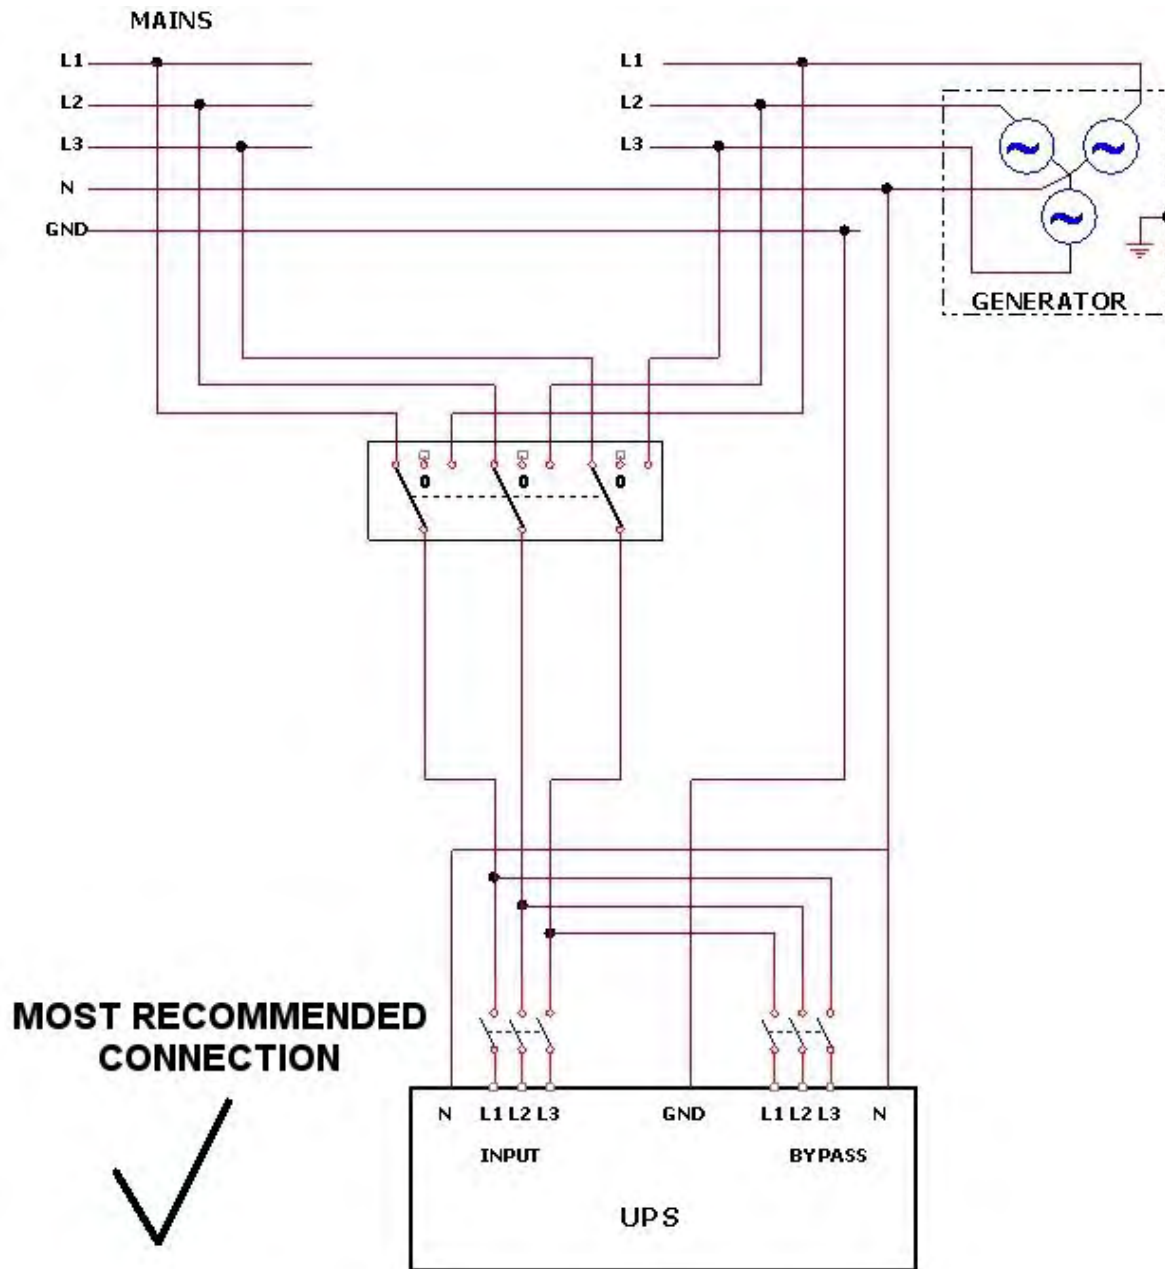 MAINS
L1 L1
L2 L2
L3 L3
N
GND
GENERATOR
0 0 0
MOST RECOMMENDED
CONNECTION
N L1 L2 L3 GND L1 L2 L3 N
INPUT BYPASS
UPS